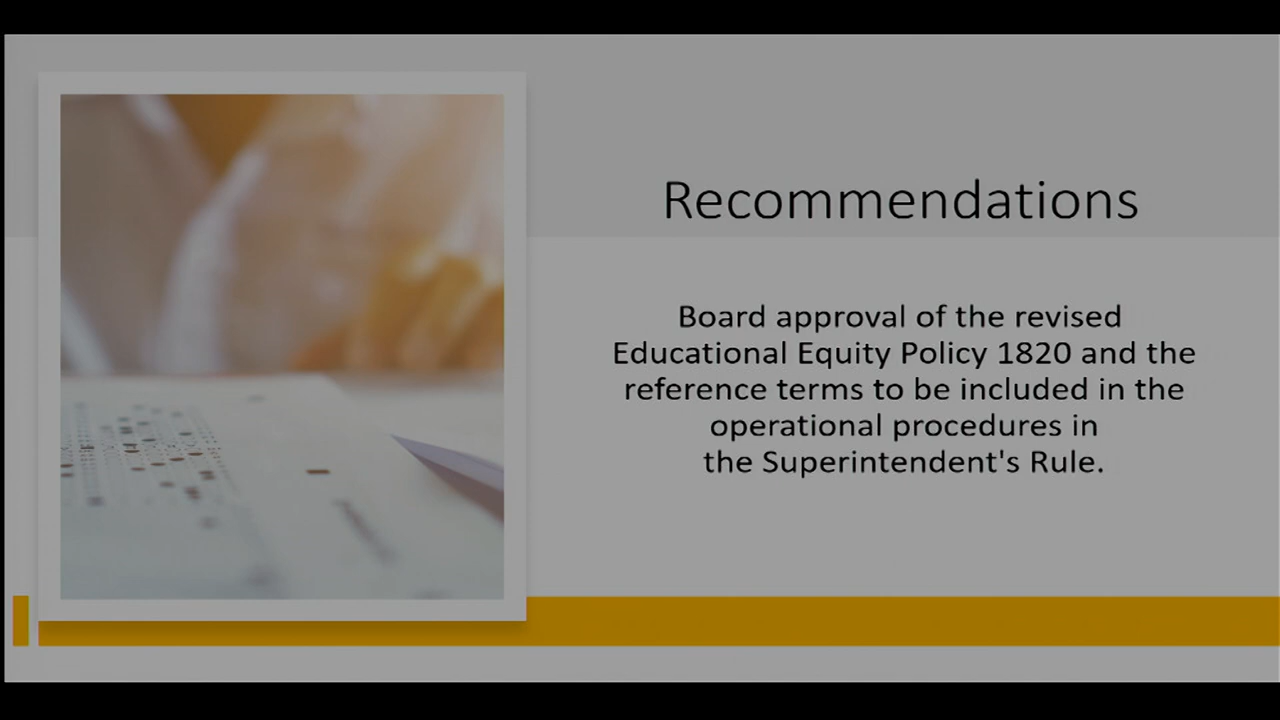 Recommendations
Board approval of the revised
Educational Equity Policy 1820 and the
reference terms to be included in the
operational procedures in
the Superintendent's Rule.